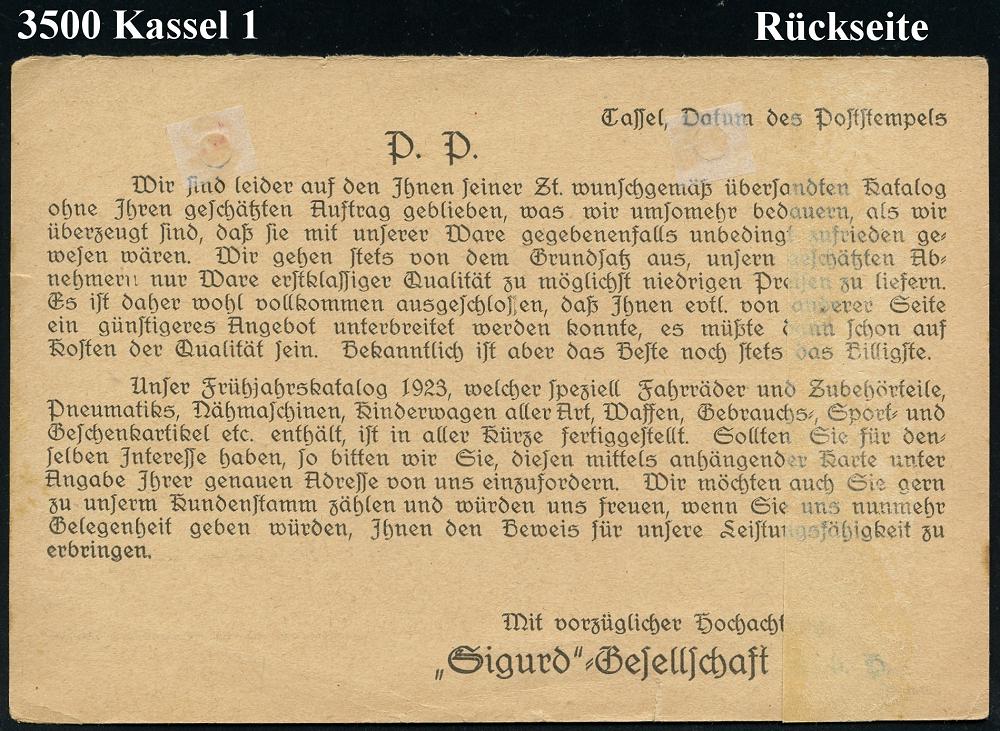 3500 Kassel 1
Rückseite
Cassel, Datum des Poststempels
P. P.
Wir sind leider auf den Ihnen seiner Zt. wunschgemäß übersandten Katalog
ohne Ihren geschätzten Auftrag geblieben, was wir umsomehr bedauern, als wir
überzeugt sind, daß sie mit unserer Ware gegebenenfalls unbedingt zufrieden ge-
wesen wären. Wir gehen stets von dem Grundsatz aus, unsern geschätzten Ab-
nehmern nur Ware erstklassiger Qualität zu möglichst niedrigen Preisen zu liefern.
Es ist daher wohl vollkommen ausgeschlossen, daß Ihnen evtl. von anderer Seite
ein günstigeres Angebot unterbreitet werden konnte, es müßte dann schon auf
Kosten der Qualität sein. Bekanntlich ist aber das Beste noch stets das Billigste.
Unser Frühjahrskatalog 1923, welcher speziell Fahrräder und Zubehörteile,
Pneumatiks, Nähmaschinen, Kinderwagen aller Art, Waffen, Gebrauchs-, Sport- und
Geschenkartikel etc. enthält, ist in aller Kürze fertiggestellt. Sollten Sie für den-
selben Interesse haben, so bitten wir Sie, diesen mittels anhängender Karte unter
Angabe Ihrer genauen Adresse von uns einzufordern. Wir möchten auch Sie gern
zu unserm Kundenstamm zählen und würden uns freuen, wenn Sie uns nunmehr
Gelegenheit geben würden, Ihnen den Beweis für unsere Leistungsfähigkeit zu
erbringen.
Mit vorzüglicher Hochacht
„Sigurd"-Gesellschaft